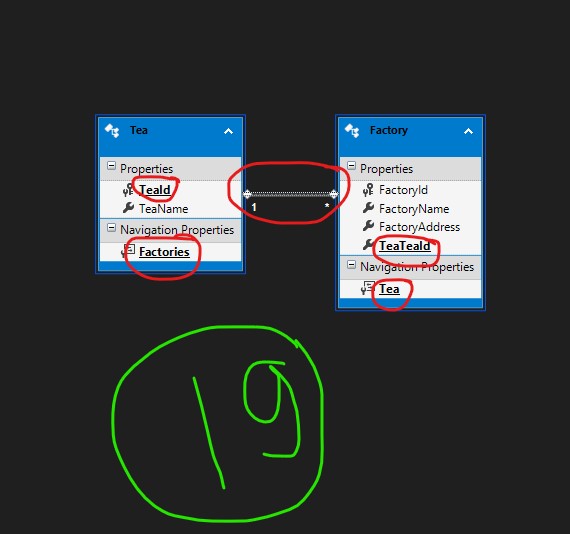 Tea
Properties
TeaId
TeaName
Navigation Properties
Factories
1 *
Factory
Properties
FactoryId
FactoryName
FactoryAddress
TeaTeaId
Navigation Properties
Tea
19